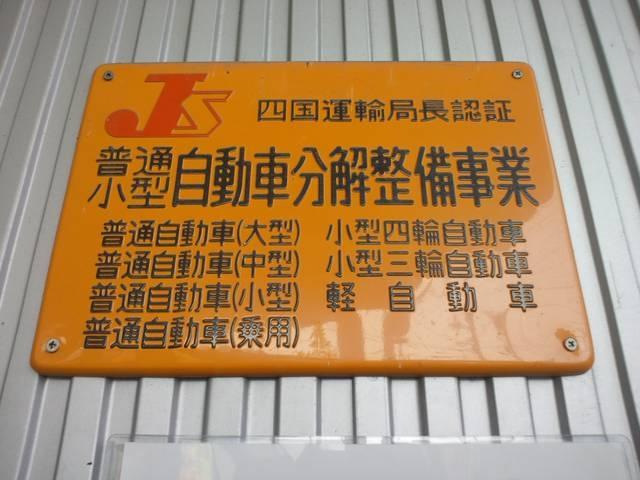 JS
四国運輸局長認証
普通
小型
自動車分解整備事業
普通自動車(大型) 小型四輪自動車
普通自動車(中型) 小型三輪自動車
普通自動車(小型) 軽自動車
普通自動車(乗用)